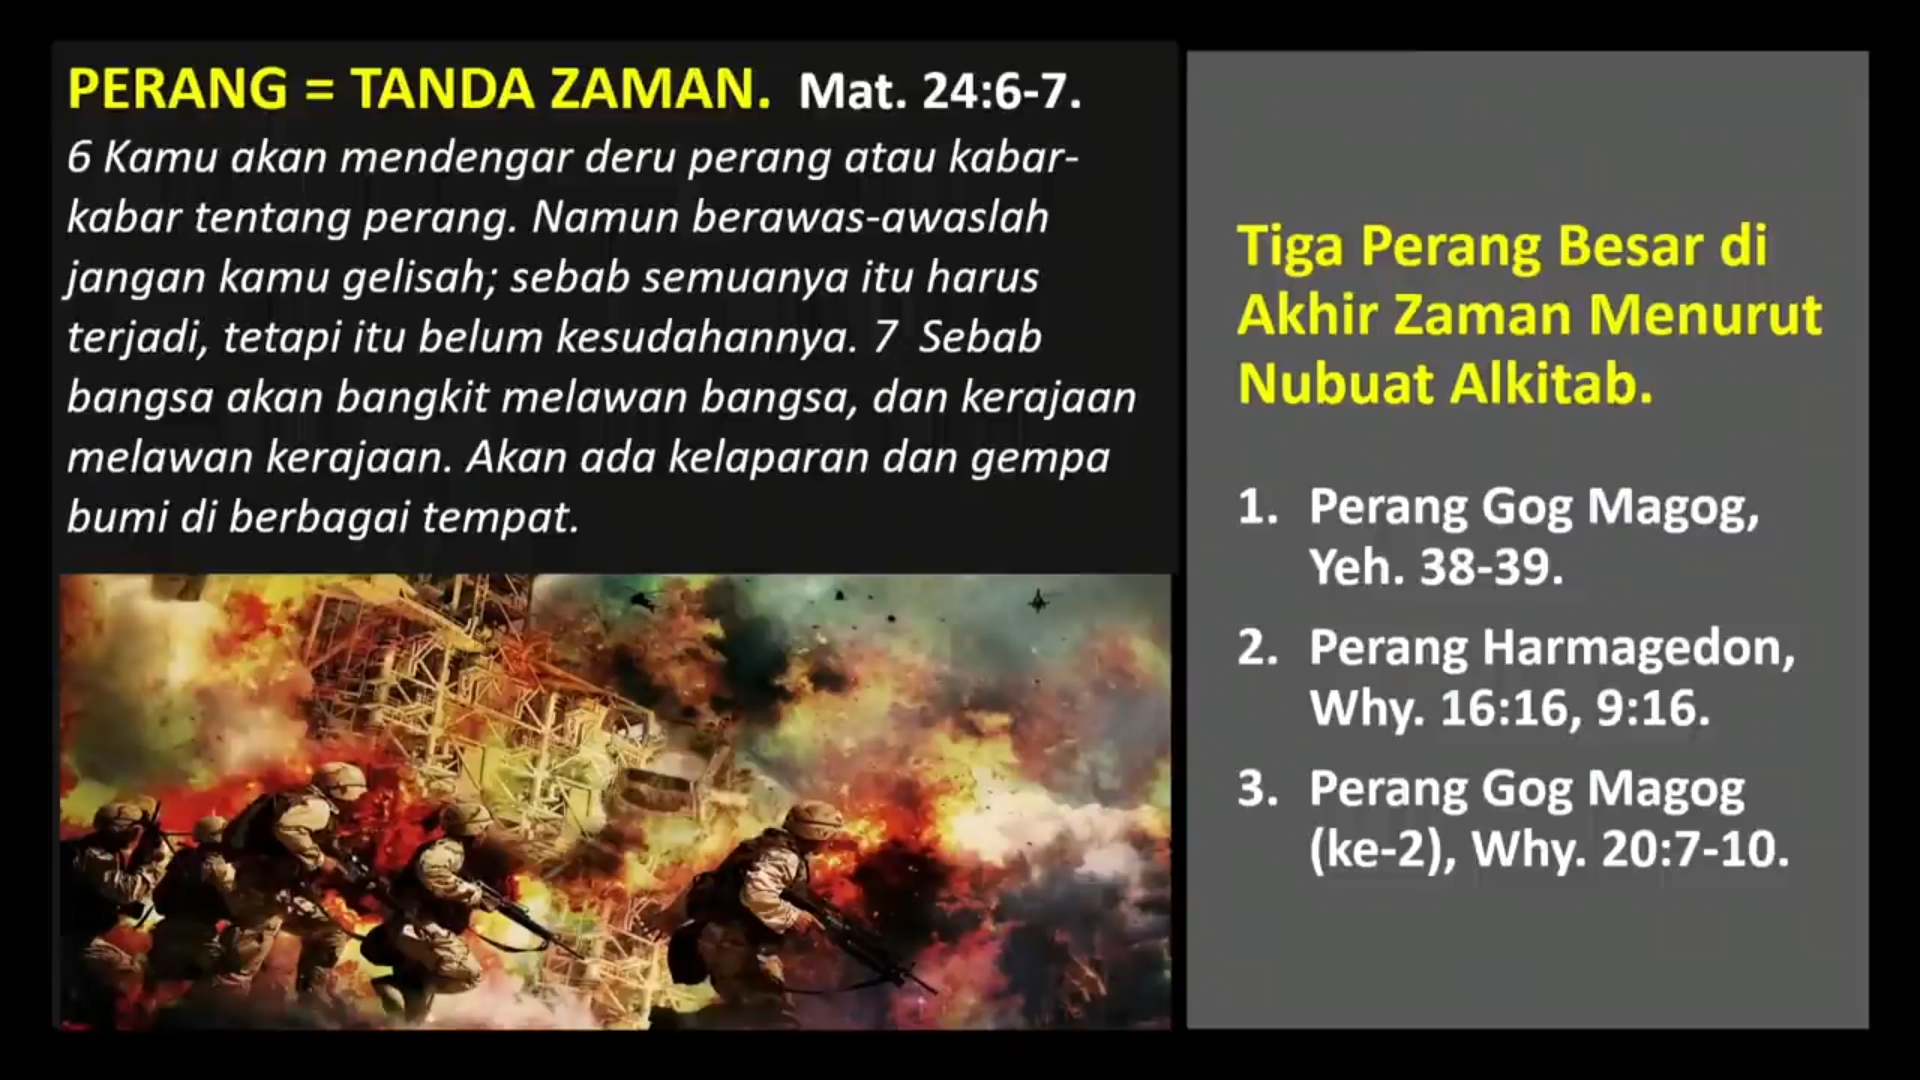 PERANG = TANDA ZAMAN. Mat. 24:6-7.
6 Kamu akan mendengar deru perang atau kabar-
kabar tentang perang. Namun berawas-awaslah
jangan kamu gelisah; sebab semuanya itu harus
terjadi, tetapi itu belum kesudahannya. 7 Sebab
bangsa akan bangkit melawan bangsa, dan kerajaan
melawan kerajaan. Akan ada kelaparan dan gempa
bumi di berbagai tempat.
Tiga Perang Besar di
Akhir Zaman Menurut
Nubuat Alkitab.
1. Perang Gog Magog,
Yeh. 38-39.
2. Perang Harmagedon,
Why. 16:16, 9:16.
3. Perang Gog Magog
(ke-2), Why. 20:7-10.